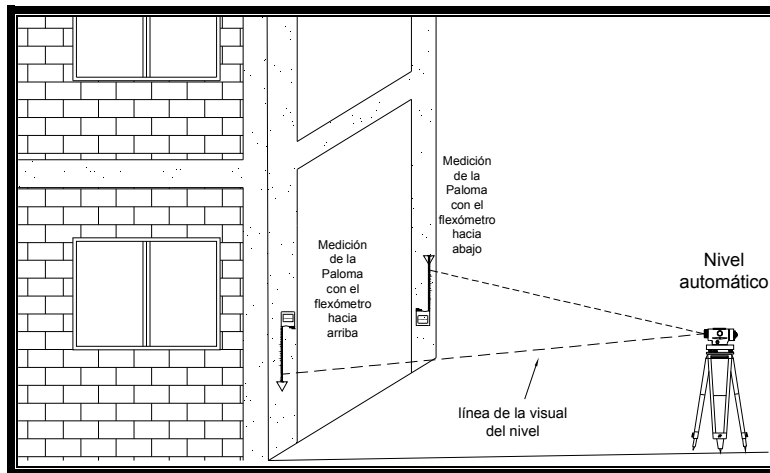 Medición
de la
Paloma
con el
flexómetro
hacia
abajo
Medición
de la
Paloma
con el
flexómetro
hacia
arriba
Nivel
automático
línea de la visual
del nivel